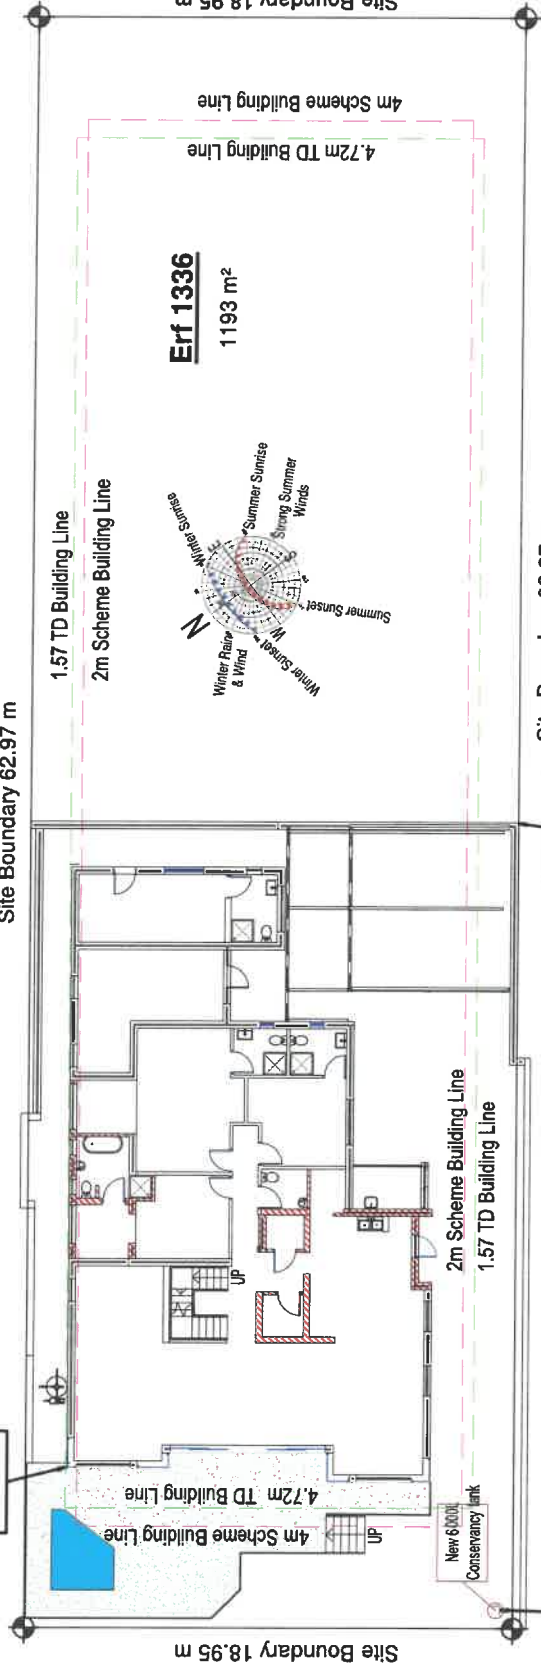 Site Boundary 18.95 m
4m Scheme Building Line
4.72m TD Building Line
Erf 1336
1193 m²
1.57 TD Building Line
2m Scheme Building Line
Site Boundary 62.97 m
N
E
S
W
Winter Sunrise
Summer Sunrise
Strong Summer
Winds
Summer Sunset
Winter Sunset
Winter Rain
& Wind
2m Scheme Building Line
1.57 TD Building Line
UP
4.72m TD Building Line
4m Scheme Building Line
UP
New 6000L
Conservancy tank
Site Boundary 18.95 m